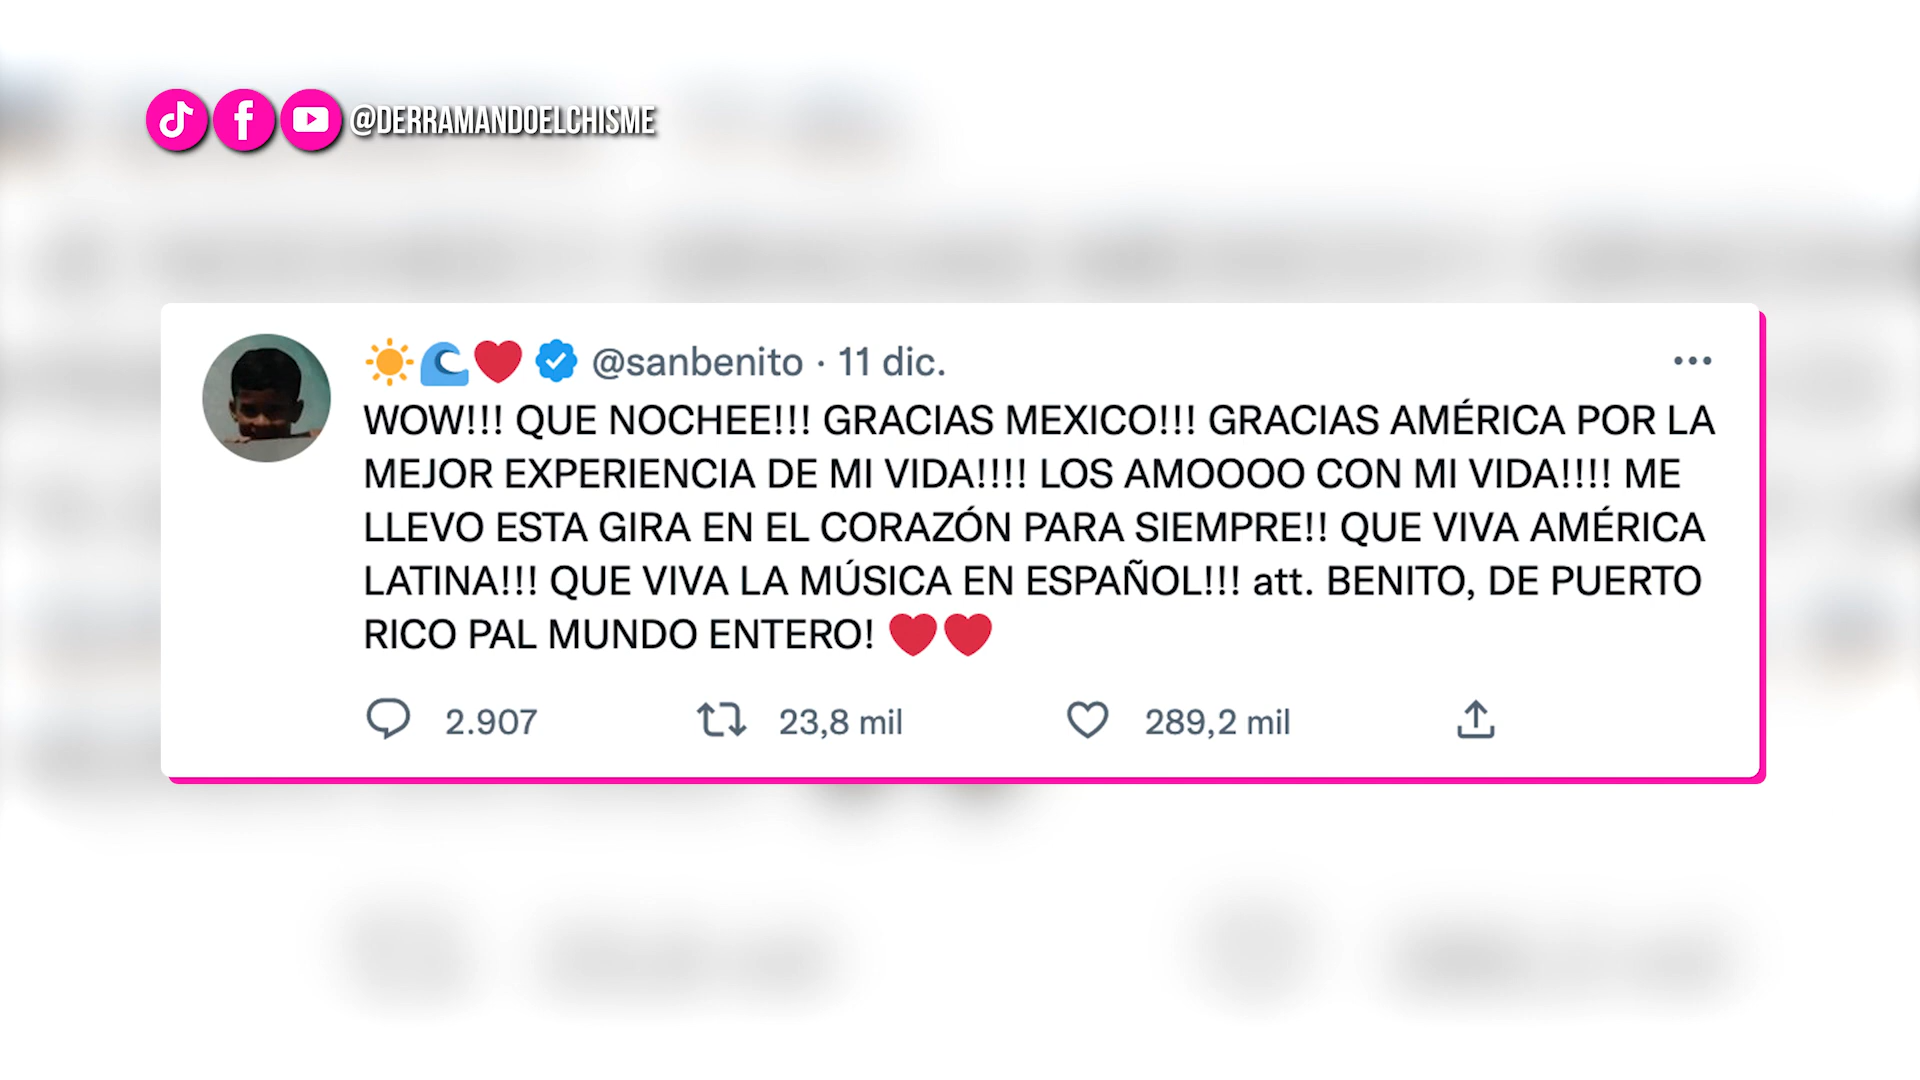 @DERRAMANDOELCHISME
☀️🌊❤️ @sanbenito · 11 dic.
WOW!!! QUE NOCHEE!!! GRACIAS MEXICO!!! GRACIAS AMÉRICA POR LA
MEJOR EXPERIENCIA DE MI VIDA!!!! LOS AMOOOO CON MI VIDA!!!! ME
LLEVO ESTA GIRA EN EL CORAZÓN PARA SIEMPRE!! QUE VIVA AMÉRICA
LATINA!!! QUE VIVA LA MÚSICA EN ESPAÑOL!!! att. BENITO, DE PUERTO
RICO PAL MUNDO ENTERO! ❤️❤️
2.907 23,8 mil 289,2 mil